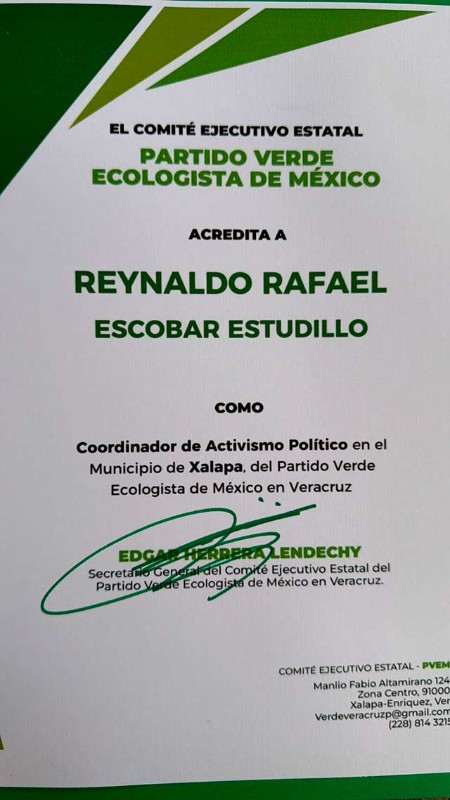 EL COMITÉ EJECUTIVO ESTATAL
PARTIDO VERDE
ECOLOGISTA DE MÉXICO
ACREDITA A
REYNALDO RAFAEL
ESCOBAR ESTUDILLO
COMO
Coordinador de Activismo Político en el
Municipio de Xalapa, del Partido Verde
Ecologista de México en Veracruz
EDGAR HERRERA LENDECHY
Secretario General del Comité Ejecutivo Estatal del
Partido Verde Ecologista de México en Veracruz.
COMITÉ EJECUTIVO ESTATAL - PVEM
Manlio Fabio Altamirano 124
Zona Centro, 91000
Xalapa-Enriquez, Ver
Verdeveracruzp@gmail.com
(228) 814 3215